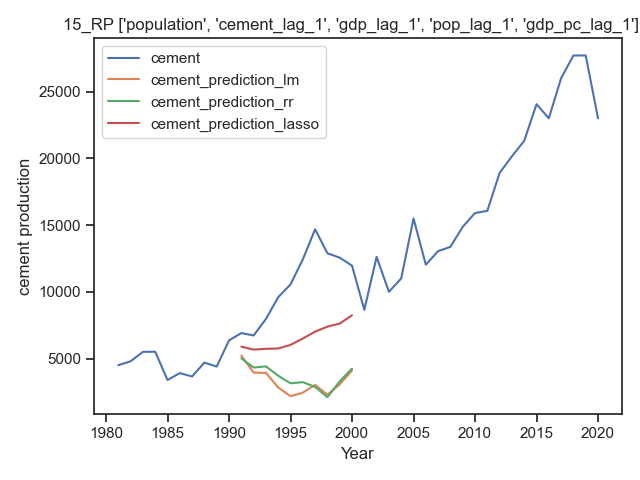 15_RP ['population', 'cement_lag_1', 'gdp_lag_1', 'pop_lag_1', 'gdp_pc_lag_1']
cement
cement_prediction_lm
cement_prediction_rr
cement_prediction_lasso
25000
20000
15000
10000
5000
cement production
1980 1985 1990 1995 2000 2005 2010 2015 2020
Year